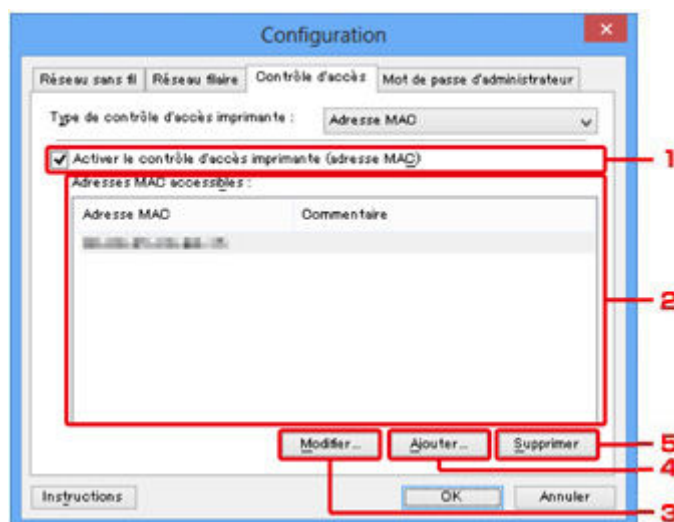 Configuration
Réseau sans fil Réseau filaire Contrôle d'accès Mot de passe d'administrateur
Type de contrôle d'accès imprimante : Adresse MAC
Activer le contrôle d'accès imprimante (adresse MAC) 1
Adresses MAC accessibles :
Adresse MAC Commentaire
2
Modifier... Ajouter... Supprimer 5
4
Instructions OK Annuler
3